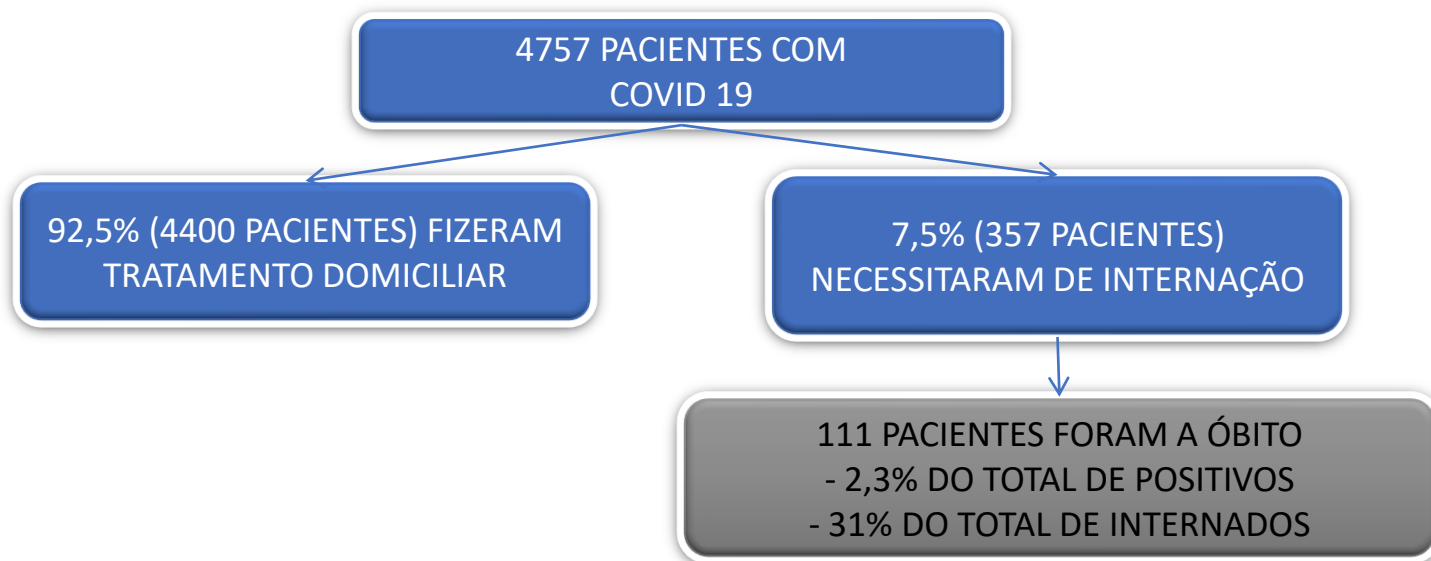 4757 PACIENTES COM
COVID 19
92,5% (4400 PACIENTES) FIZERAM
TRATAMENTO DOMICILIAR
7,5% (357 PACIENTES)
NECESSITARAM DE INTERNAÇÃO
111 PACIENTES FORAM A ÓBITO
- 2,3% DO TOTAL DE POSITIVOS
- 31% DO TOTAL DE INTERNADOS